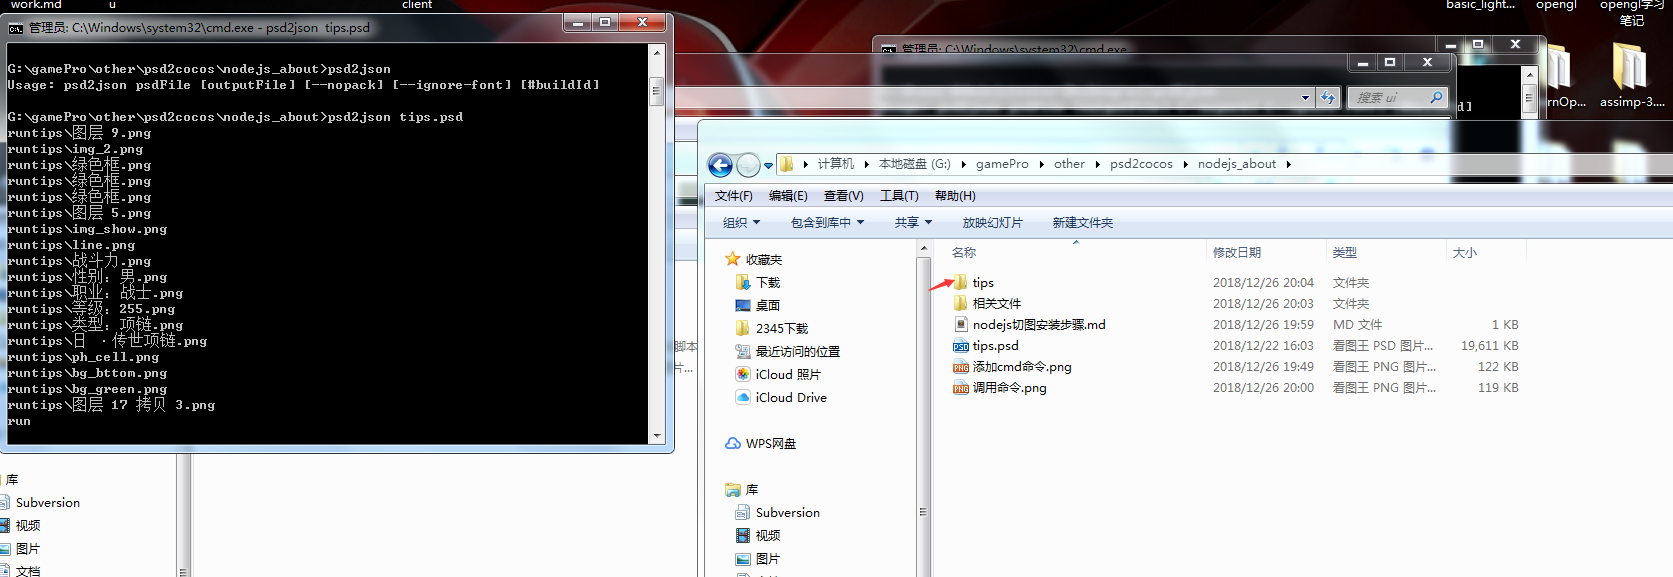 work.md
u
client
basic_light...
opengl
opengl学习
笔记
管理员: C:\Windows\system32\cmd.exe - psd2json  tips.psd
G:\gamePro\other\psd2cocos\nodejs_about>psd2json
Usage: psd2json psdFile [outputFile] [--nopack] [--ignore-font] [#buildId]
G:\gamePro\other\psd2cocos\nodejs_about>psd2json tips.psd
runtips\图层 9.png
runtips\img_2.png
runtips\绿色框.png
runtips\绿色框.png
runtips\绿色框.png
runtips\图层 5.png
runtips\img_show.png
runtips\line.png
runtips\战斗力.png
runtips\性别：男.png
runtips\职业：战士.png
runtips\等级：255.png
runtips\类型：项链.png
runtips\日 ·传世项链.png
runtips\ph_cell.png
runtips\bg_bttom.png
runtips\bg_green.png
runtips\图层 17 拷贝 3.png
run
管理员: C:\Windows\system32\cmd.exe
搜索 ui
d]
rnOp...
assimp-3....
计算机
本地磁盘 (G:)
gamePro
other
psd2cocos
nodejs_about
文件(F)
编辑(E)
查看(V)
工具(T)
帮助(H)
组织
包含到库中
共享
放映幻灯片
新建文件夹
收藏夹
下载
桌面
2345下载
最近访问的位置
iCloud 照片
iCloud Drive
WPS网盘
库
Subversion
视频
图片
名称
修改日期
类型
大小
tips
2018/12/26 20:04
文件夹
相关文件
2018/12/26 20:03
文件夹
nodejs切图安装步骤.md
2018/12/26 19:59
MD 文件
1 KB
tips.psd
2018/12/22 16:03
看图王 PSD 图片...
19,611 KB
添加cmd命令.png
2018/12/26 19:49
看图王 PNG 图片...
122 KB
调用命令.png
2018/12/26 20:00
看图王 PNG 图片...
119 KB
脚本
片...
库
Subversion
视频
图片
文档